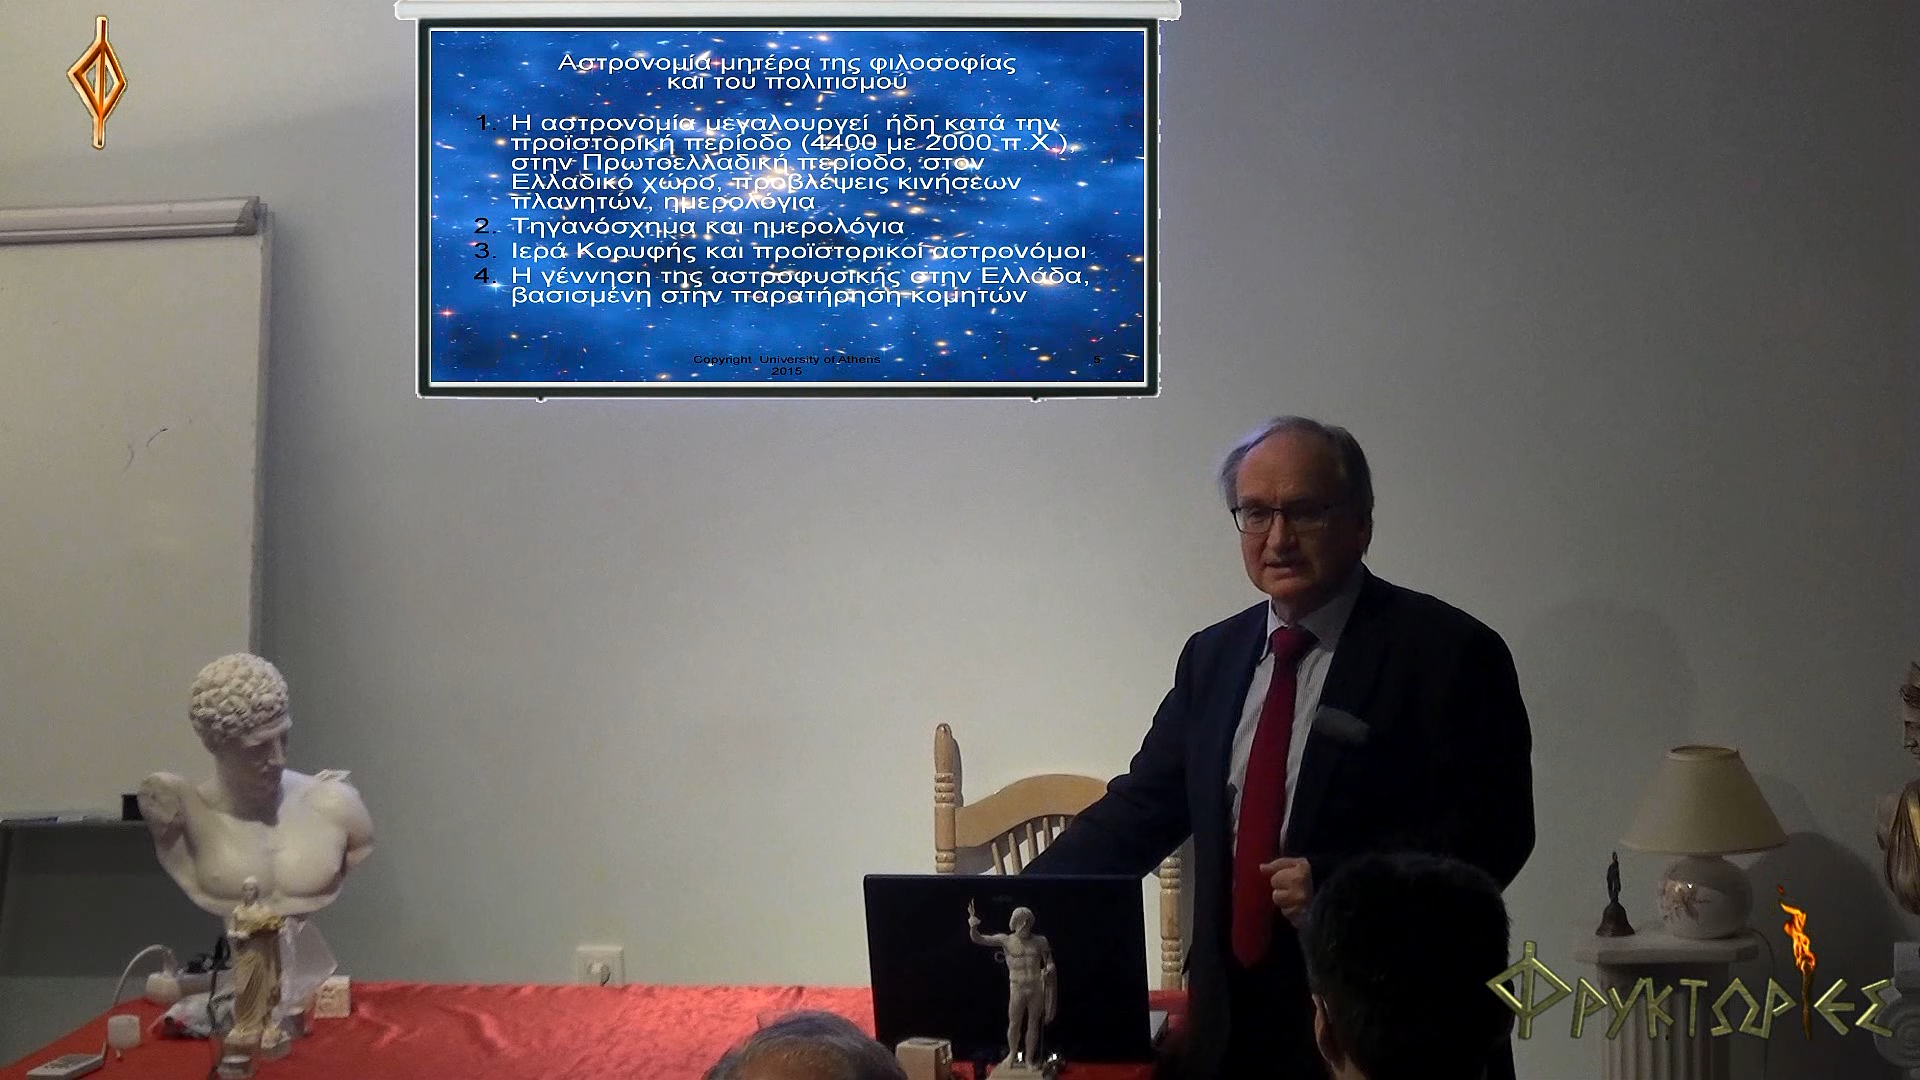 Αστρονομία μητέρα της φιλοσοφίας
και του πολιτισμού
1. Η αστρονομία μεγαλουργεί ήδη κατά την
προϊστορική περίοδο (4400 με 2000 π.Χ.),
στην Πρωτοελλαδική περίοδο, στον
Ελλαδικό χώρο, προβλέψεις κινήσεων
πλανητών, ημερολόγια
2. Τηγανόσχημα και ημερολόγια
3. Ιερά Κορυφής και προϊστορικοί αστρονόμοι
4. Η γέννηση της αστροφυσικής στην Ελλάδα,
βασισμένη στην παρατήρηση κομητών
Copyright University of Athens
2015
5
ΦΡΥΚΤΩΡΙΕΣ